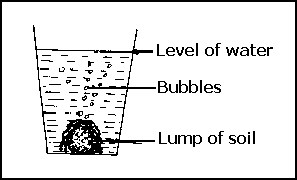 Level of water
Bubbles
Lump of soil